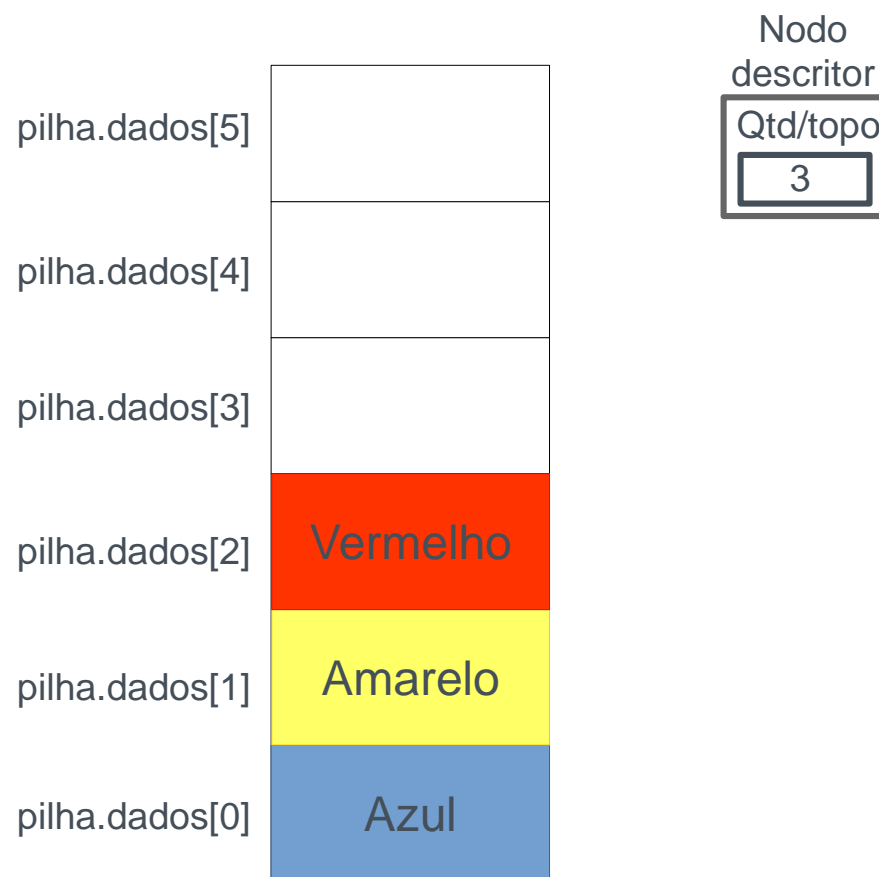 Nodo
descritor
Qtd/topo
3
pilha.dados[5]
pilha.dados[4]
pilha.dados[3]
pilha.dados[2] Vermelho
pilha.dados[1] Amarelo
pilha.dados[0] Azul